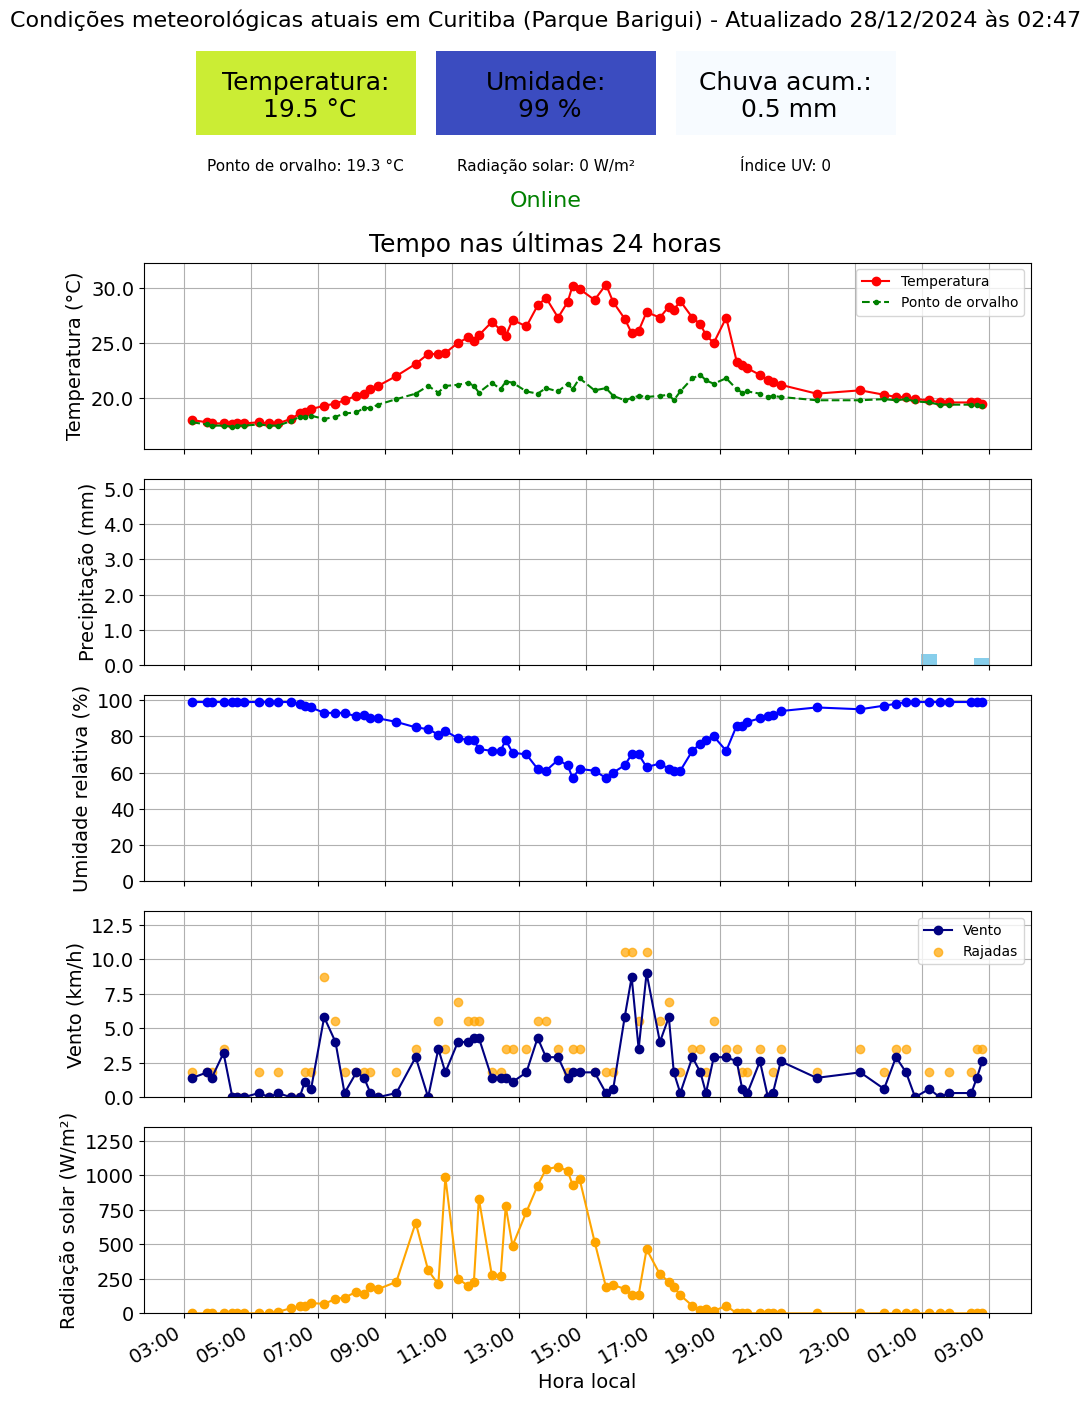 Condições meteorológicas atuais em Curitiba (Parque Barigui) - Atualizado 28/12/2024 às 02:47
Temperatura:
19.5 °C
Umidade:
99 %
Chuva acum.:
0.5 mm
Ponto de orvalho: 19.3 °C
Radiação solar: 0 W/m²
Índice UV: 0
Online
Tempo nas últimas 24 horas
Temperatura (°C)
30.0
25.0
20.0
Temperatura
Ponto de orvalho
Precipitação (mm)
5.0
4.0
3.0
2.0
1.0
0.0
Umidade relativa (%)
100
80
60
40
20
0
Vento (km/h)
12.5
10.0
7.5
5.0
2.5
0.0
Vento
Rajadas
Radiação solar (W/m²)
1250
1000
750
500
250
0
03:00
05:00
07:00
09:00
11:00
13:00
15:00
17:00
19:00
21:00
01:00
03:00
Hora local